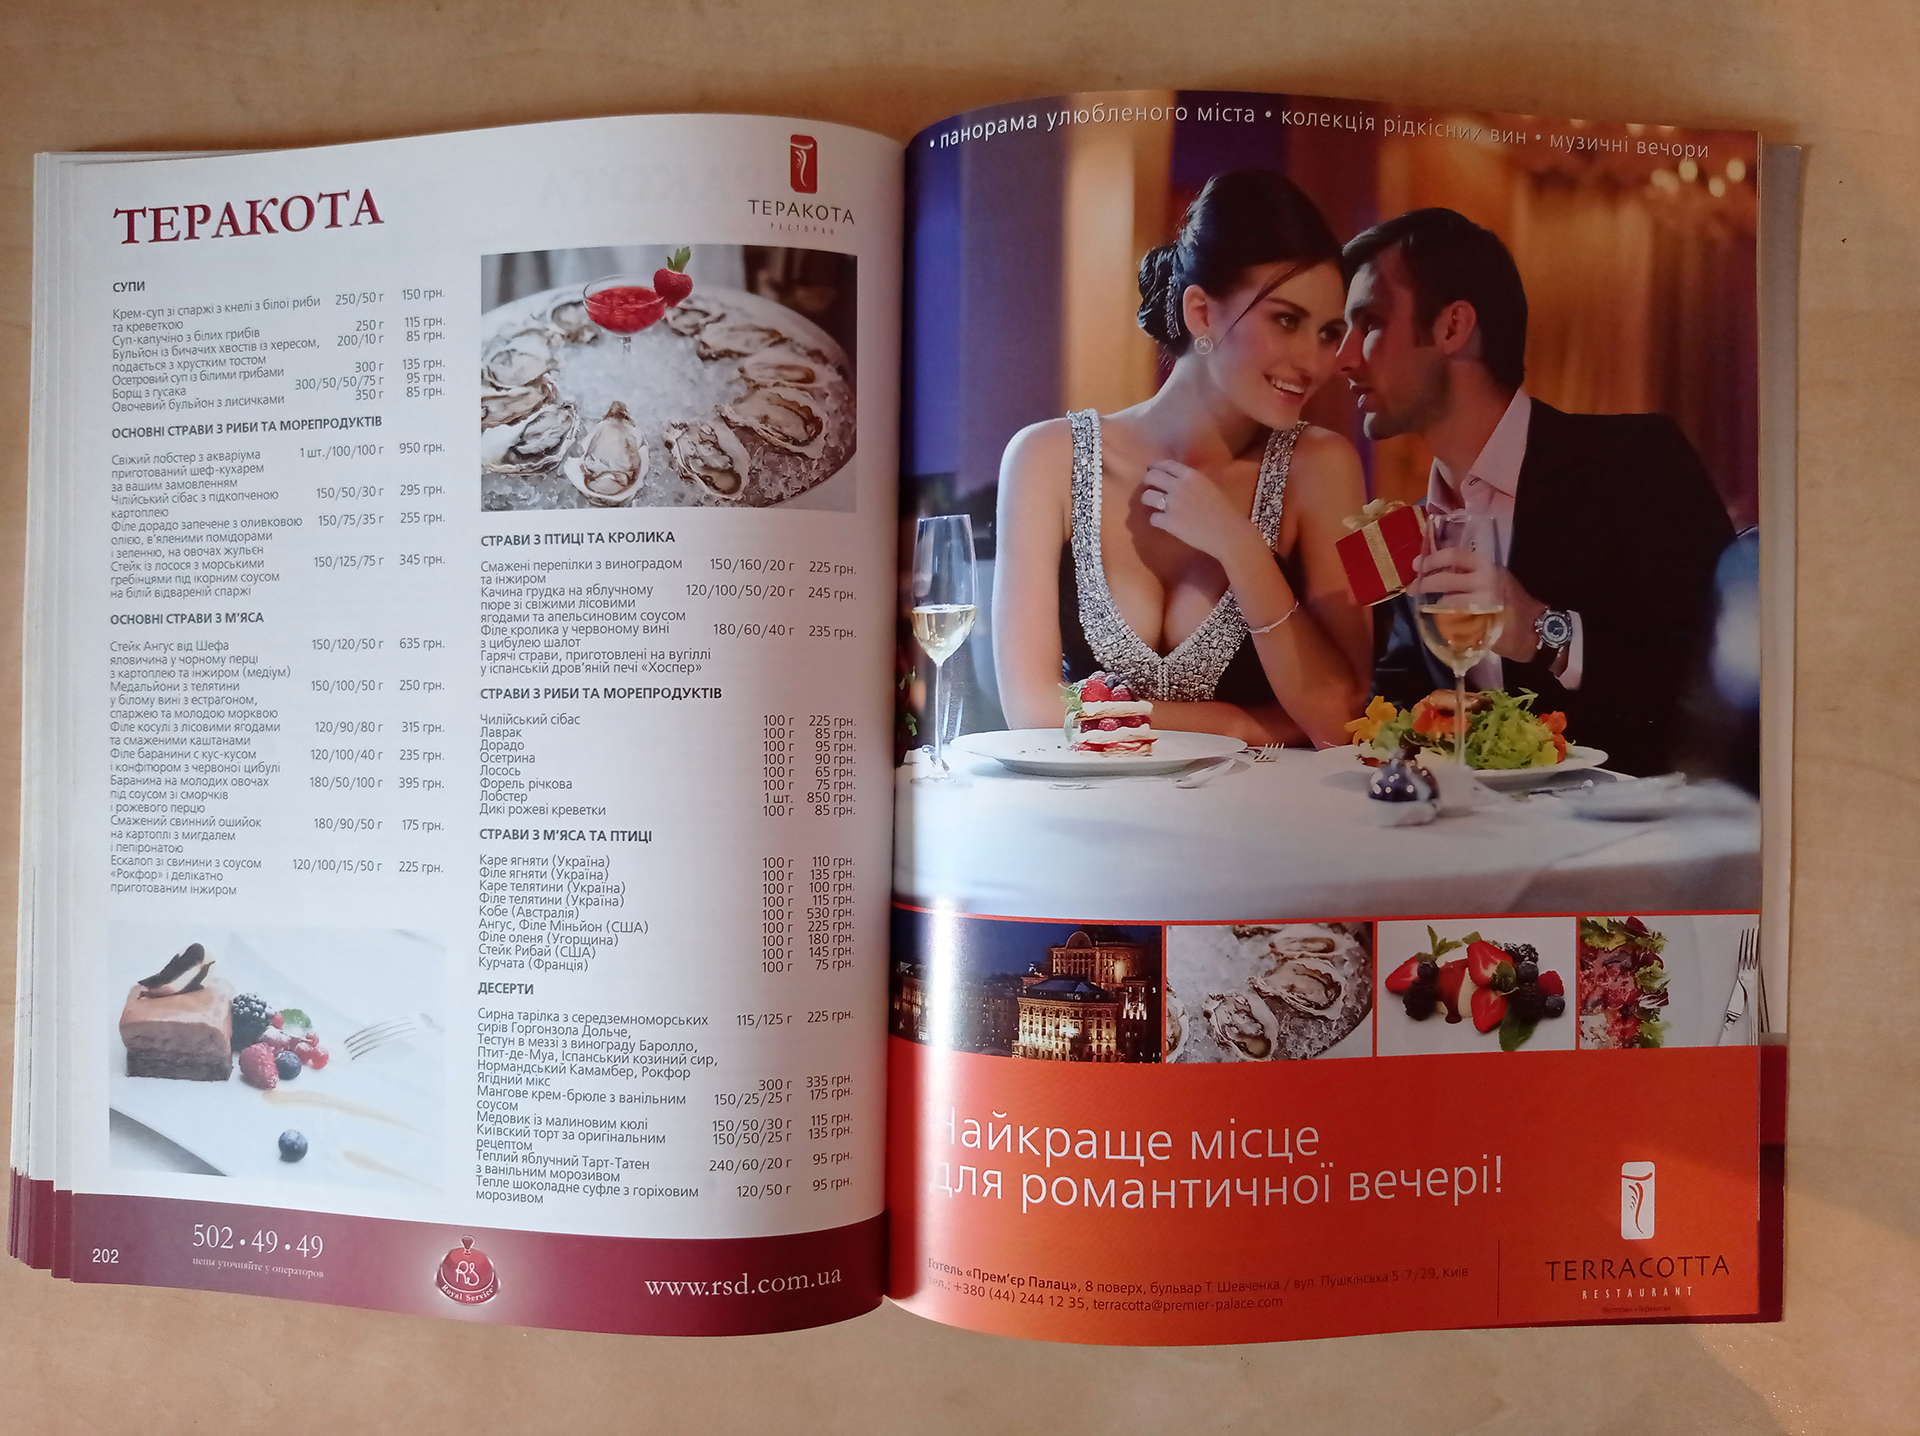 ТЕРАКОТА
ТЕРАКОТА
РЕСТОРАН
СУПИ
Крем-суп зі спаржі з кнелі з білої риби 250/50 г 150 грн.
та креветкою
Суп-капучіно з білих грибів 250 г 115 грн.
Бульйон із бичачих хвостів із хересом, 200/10 г 85 грн.
подається з хрустким тостом
Осетровий суп із білими грибами 300 г 135 грн.
Борщ з гусака 300/50/50/75 г 95 грн.
Овочевий бульйон з лисичками 350 г 85 грн.
ОСНОВНІ СТРАВИ З РИБИ ТА МОРЕПРОДУКТІВ
Свіжий лобстер з акваріума 1 шт./100/100 г 950 грн.
приготований шеф-кухарем
за вашим замовленням
Чілійський сібас з підкопченою 150/50/30 г 295 грн.
картоплею
Філе дорадо запечене з оливковою 150/75/35 г 255 грн.
олією, в'яленими помідорами
і зеленню, на овочах жульєн
Стейк із лосося з морськими 150/125/75 г 345 грн.
гребінцями під ікорним соусом
на білій відвареній спаржі
ОСНОВНІ СТРАВИ З М'ЯСА
Стейк Ангус від Шефа 150/120/50 г 635 грн.
яловичина у чорному перці
з картоплею та інжиром (медіум)
Медальйони з телятини 150/100/50 г 250 грн.
у білому вині з естрагоном,
спаржею та молодою морквою
Філе косулі з лісовими ягодами 120/90/80 г 315 грн.
та смаженими каштанами
Філе баранини с кус-кусом 120/100/40 г 235 грн.
і конфітюром з червоної цибулі
Баранина на молодих овочах 180/50/100 г 395 грн.
під соусом зі сморчків
і рожевого перцю
Смажений свинний ошийок 180/90/50 г 175 грн.
на картоплі з мигдалем
і пепіронатою
Ескалоп зі свинини з соусом 120/100/15/50 г 225 грн.
«Рокфор» і делікатно
приготованим інжиром
СТРАВИ З ПТИЦІ ТА КРОЛИКА
Смажені перепілки з виноградом 150/160/20 г 225 грн.
та інжиром
Качина грудка на яблучному 120/100/50/20 г 245 грн.
пюре зі свіжими лісовими
ягодами та апельсиновим соусом
Філе кролика у червоному вині 180/60/40 г 235 грн.
з цибулею шалот
Гарячі страви, приготовлені на вугіллі
у іспанській дров'яній печі «Хоспер»
СТРАВИ З РИБИ ТА МОРЕПРОДУКТІВ
Чилійський сібас 100 г 225 грн.
Лаврак 100 г 85 грн.
Дорадо 100 г 95 грн.
Осетрина 100 г 90 грн.
Лосось 100 г 65 грн.
Форель річкова 100 г 75 грн.
Лобстер 1 шт. 850 грн.
Дикі рожеві креветки 100 г 85 грн.
СТРАВИ З М'ЯСА ТА ПТИЦІ
Каре ягняти (Україна) 100 г 110 грн.
Філе ягняти (Україна) 100 г 135 грн.
Каре телятини (Україна) 100 г 100 грн.
Філе телятини (Україна) 100 г 115 грн.
Кобе (Австралія) 100 г 530 грн.
Ангус, Філе Міньйон (США) 100 г 225 грн.
Філе оленя (Угорщина) 100 г 180 грн.
Стейк Рибай (США) 100 г 145 грн.
Курчата (Франція) 100 г 75 грн.
ДЕСЕРТИ
Сирна тарілка з середземноморських 115/125 г 225 грн.
сирів Горгонзола Дольче,
Тестун в меззі з винограду Баролло,
Птит-де-Муа, Іспанський козиний сир,
Нормандський Камамбер, Рокфор
Ягідний мікс 300 г 335 грн.
Мангове крем-брюле з ванільним 150/25/25 г 175 грн.
соусом
Медовик із малиновим кюлі 150/50/30 г 115 грн.
Київский торт за оригінальним 150/50/25 г 135 грн.
рецептом
Теплий яблучний Тарт-Татен 240/60/20 г 95 грн.
з ванільним морозивом
Тепле шоколадне суфле з горіховим 120/50 г 95 грн.
морозивом
202
502 • 49 • 49
цены уточняйте у операторов
RS
Royal Service
www.rsd.com.ua
• панорама улюбленого міста • колекція рідкісних вин • музичні вечори
Найкраще місце
для романтичної вечері!
Готель «Прем'єр Палац», 8 поверх, бульвар Т. Шевченка / вул. Пушкінська 5-7/29, Київ
тел.: +380 (44) 244 12 35, terracotta@premier-palace.com
TERRACOTTA
RESTAURANT
Ресторан «Теракота»